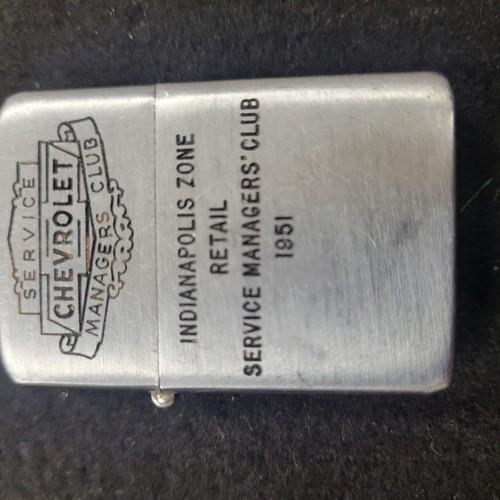 SERVICE
CHEVROLET
MANAGERS CLUB
INDIANAPOLIS ZONE
RETAIL
SERVICE MANAGERS' CLUB
1951